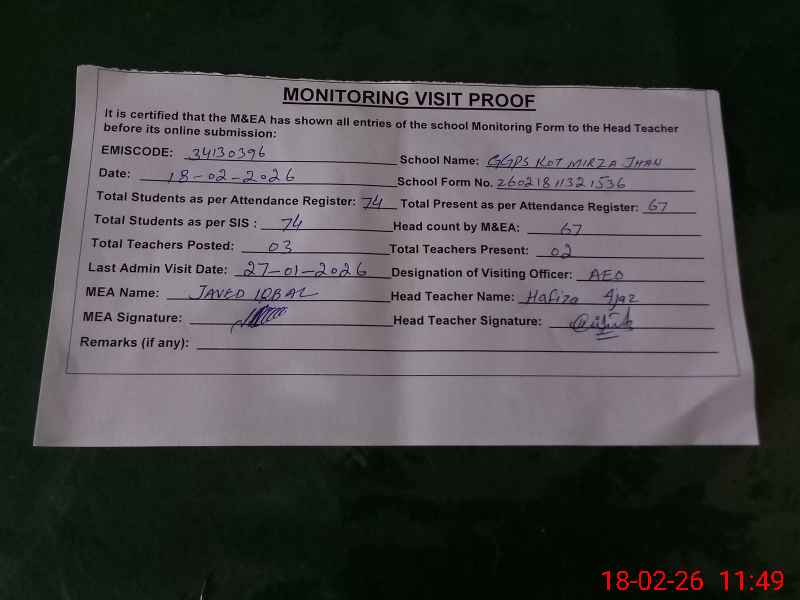 MONITORING VISIT PROOF
It is certified that the M&EA has shown all entries of the school Monitoring Form to the Head Teacher
before its online submission:
EMISCODE: 34130396 School Name: GGPS KOT MIRZA JHAN
Date: 18-02-2026 School Form No. 26021811321536
Total Students as per Attendance Register: 74 Total Present as per Attendance Register: 67
Total Students as per SIS : 74 Head count by M&EA: 67
Total Teachers Posted: 03 Total Teachers Present: 02
Last Admin Visit Date: 27-01-2026 Designation of Visiting Officer: AEO
MEA Name: JAVED IQBAL Head Teacher Name: Hafiza Ajaz
MEA Signature: Head Teacher Signature:
Remarks (if any):
18-02-26 11:49